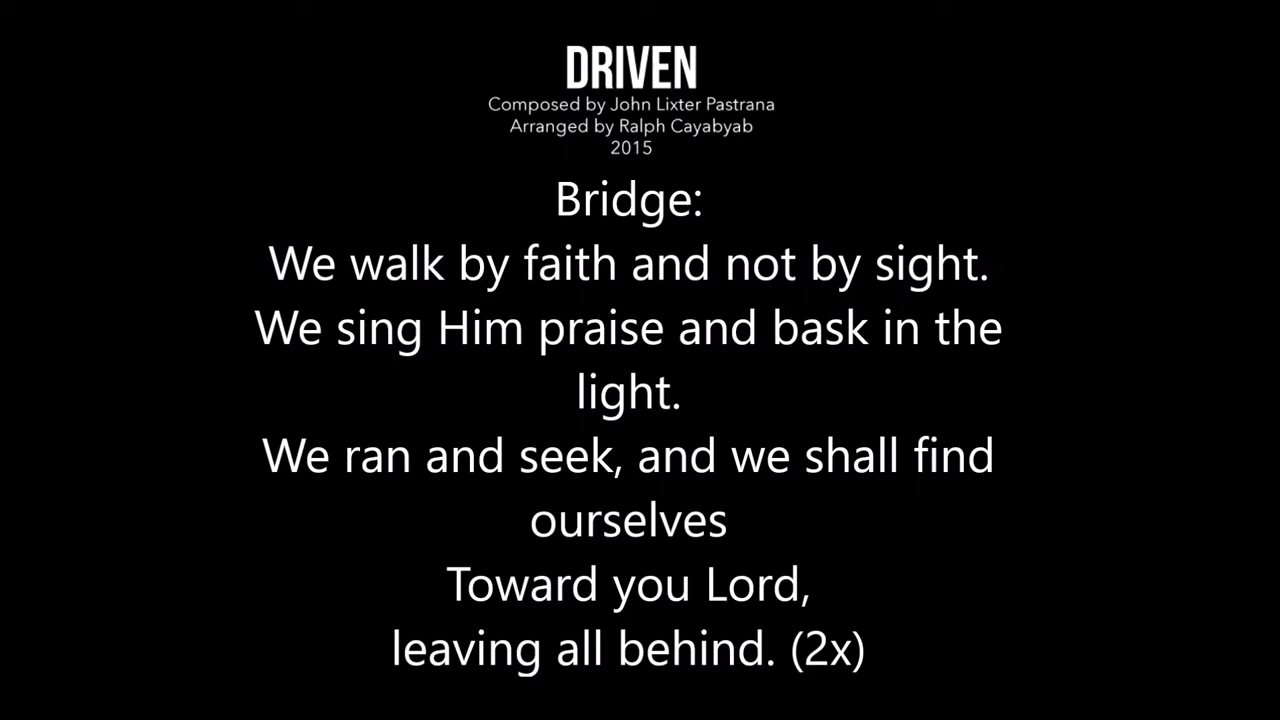 DRIVEN
Composed by John Lixter Pastrana
Arranged by Ralph Cayabyab
2015
Bridge:
We walk by faith and not by sight.
We sing Him praise and bask in the
light.
We ran and seek, and we shall find
ourselves
Toward you Lord,
leaving all behind. (2x)